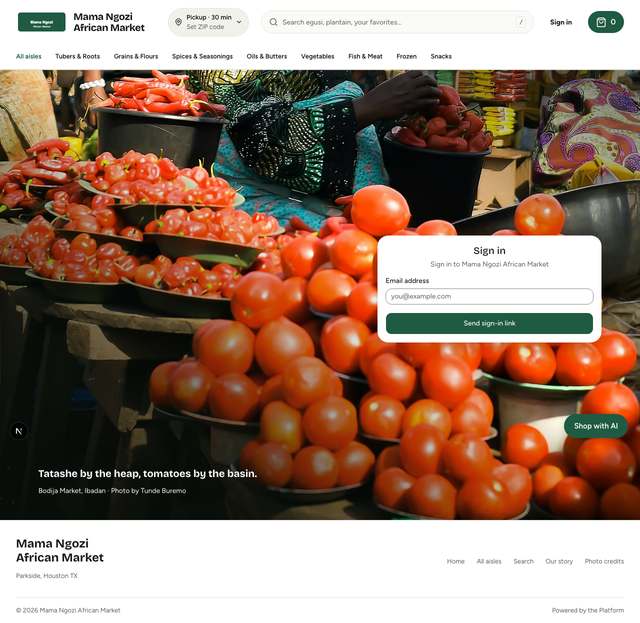 Mama Ngozi
African Market
Mama Ngozi
African Market
Pickup · 30 min
Set ZIP code
Search egusi, plantain, your favorites...
/
Sign in
0
All aisles
Tubers & Roots
Grains & Flours
Spices & Seasonings
Oils & Butters
Vegetables
Fish & Meat
Frozen
Snacks
Sign in
Sign in to Mama Ngozi African Market
Email address
you@example.com
Send sign-in link
Shop with AI
N
Tatashe by the heap, tomatoes by the basin.
Bodija Market, Ibadan · Photo by Tunde Buremo
Mama Ngozi
African Market
Parkside, Houston TX
Home
All aisles
Search
Our story
Photo credits
© 2026 Mama Ngozi African Market
Powered by the Platform